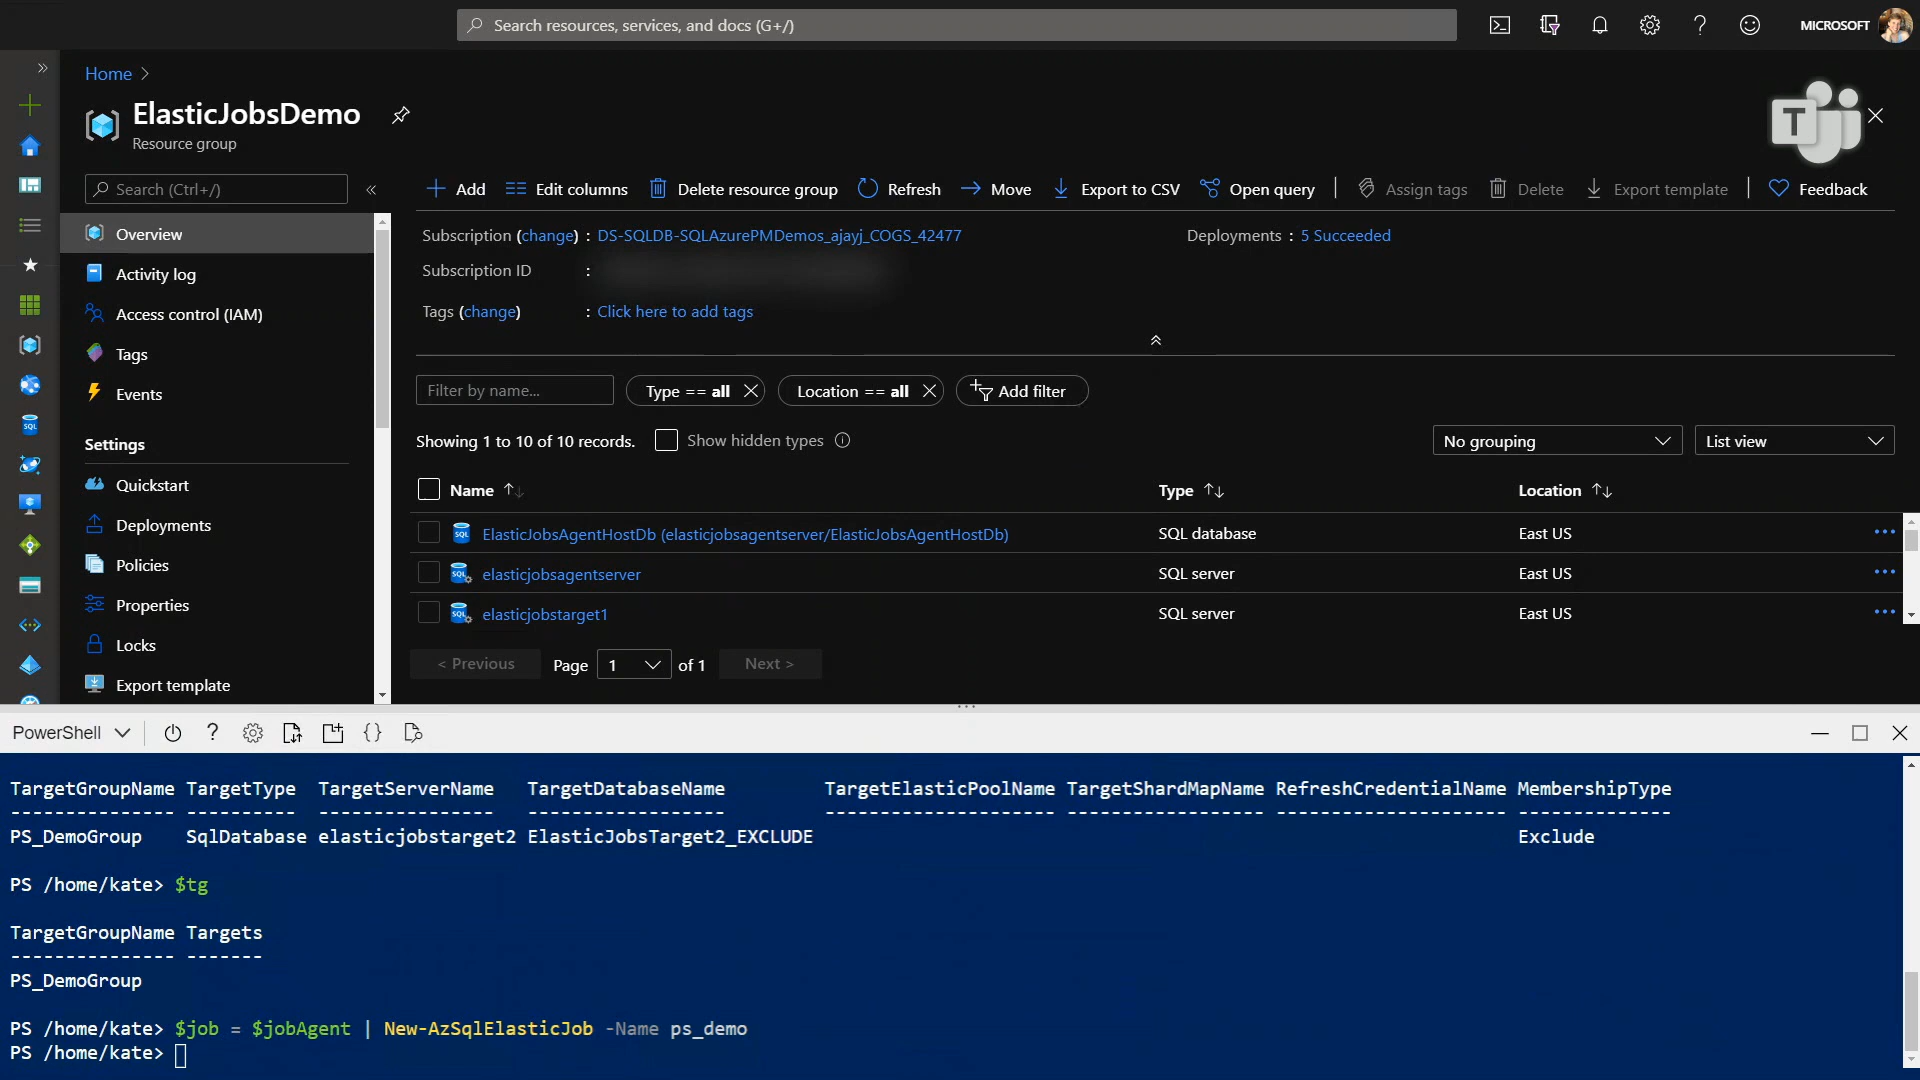 Search resources, services, and docs (G+/)
MICROSOFT
Home
ElasticJobsDemo
Resource group
T
Search (Ctrl+/)
Add
Edit columns
Delete resource group
Refresh
Move
Export to CSV
Open query
Assign tags
Delete
Export template
Feedback
Overview
Activity log
Access control (IAM)
Tags
Events
Settings
Quickstart
Deployments
Policies
Properties
Locks
Export template
Subscription (change) : DS-SQLDB-SQLAzurePMDemos_ajayj_COGS_42477
Deployments : 5 Succeeded
Subscription ID :
Tags (change) : Click here to add tags
Filter by name...
Type == all
Location == all
Add filter
Showing 1 to 10 of 10 records.
Show hidden types
No grouping
List view
Name Type Location
ElasticJobsAgentHostDb (elasticjobsagentserver/ElasticJobsAgentHostDb) SQL database East US
elasticjobsagentserver SQL server East US
elasticjobstarget1 SQL server East US
< Previous Page 1 of 1 Next >
PowerShell
TargetGroupName TargetType TargetServerName TargetDatabaseName TargetElasticPoolName TargetShardMapName RefreshCredentialName MembershipType
--------------- ---------- ---------------- ------------------ --------------------- ------------------ --------------------- --------------
PS_DemoGroup SqlDatabase elasticjobstarget2 ElasticJobsTarget2_EXCLUDE Exclude
PS /home/kate> $tg
TargetGroupName Targets
--------------- -------
PS_DemoGroup
PS /home/kate> $job = $jobAgent | New-AzSqlElasticJob -Name ps_demo
PS /home/kate>